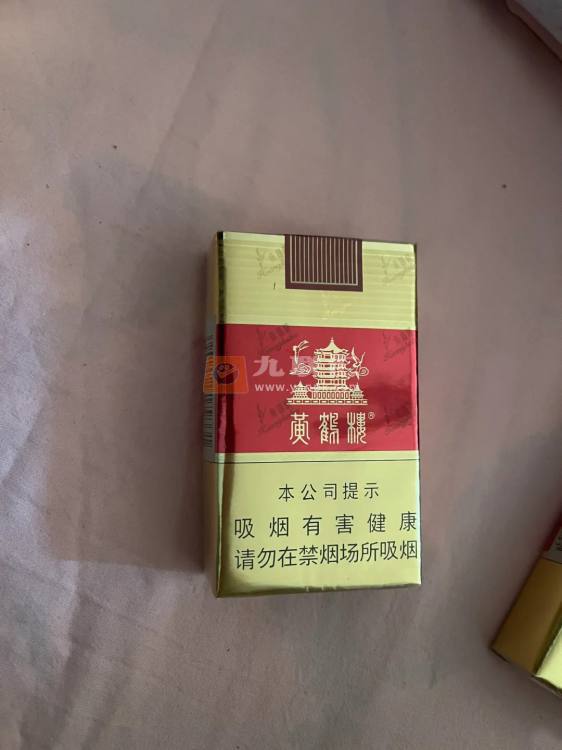 黄鹤楼®
本公司提示
吸烟有害健康
请勿在禁烟场所吸烟